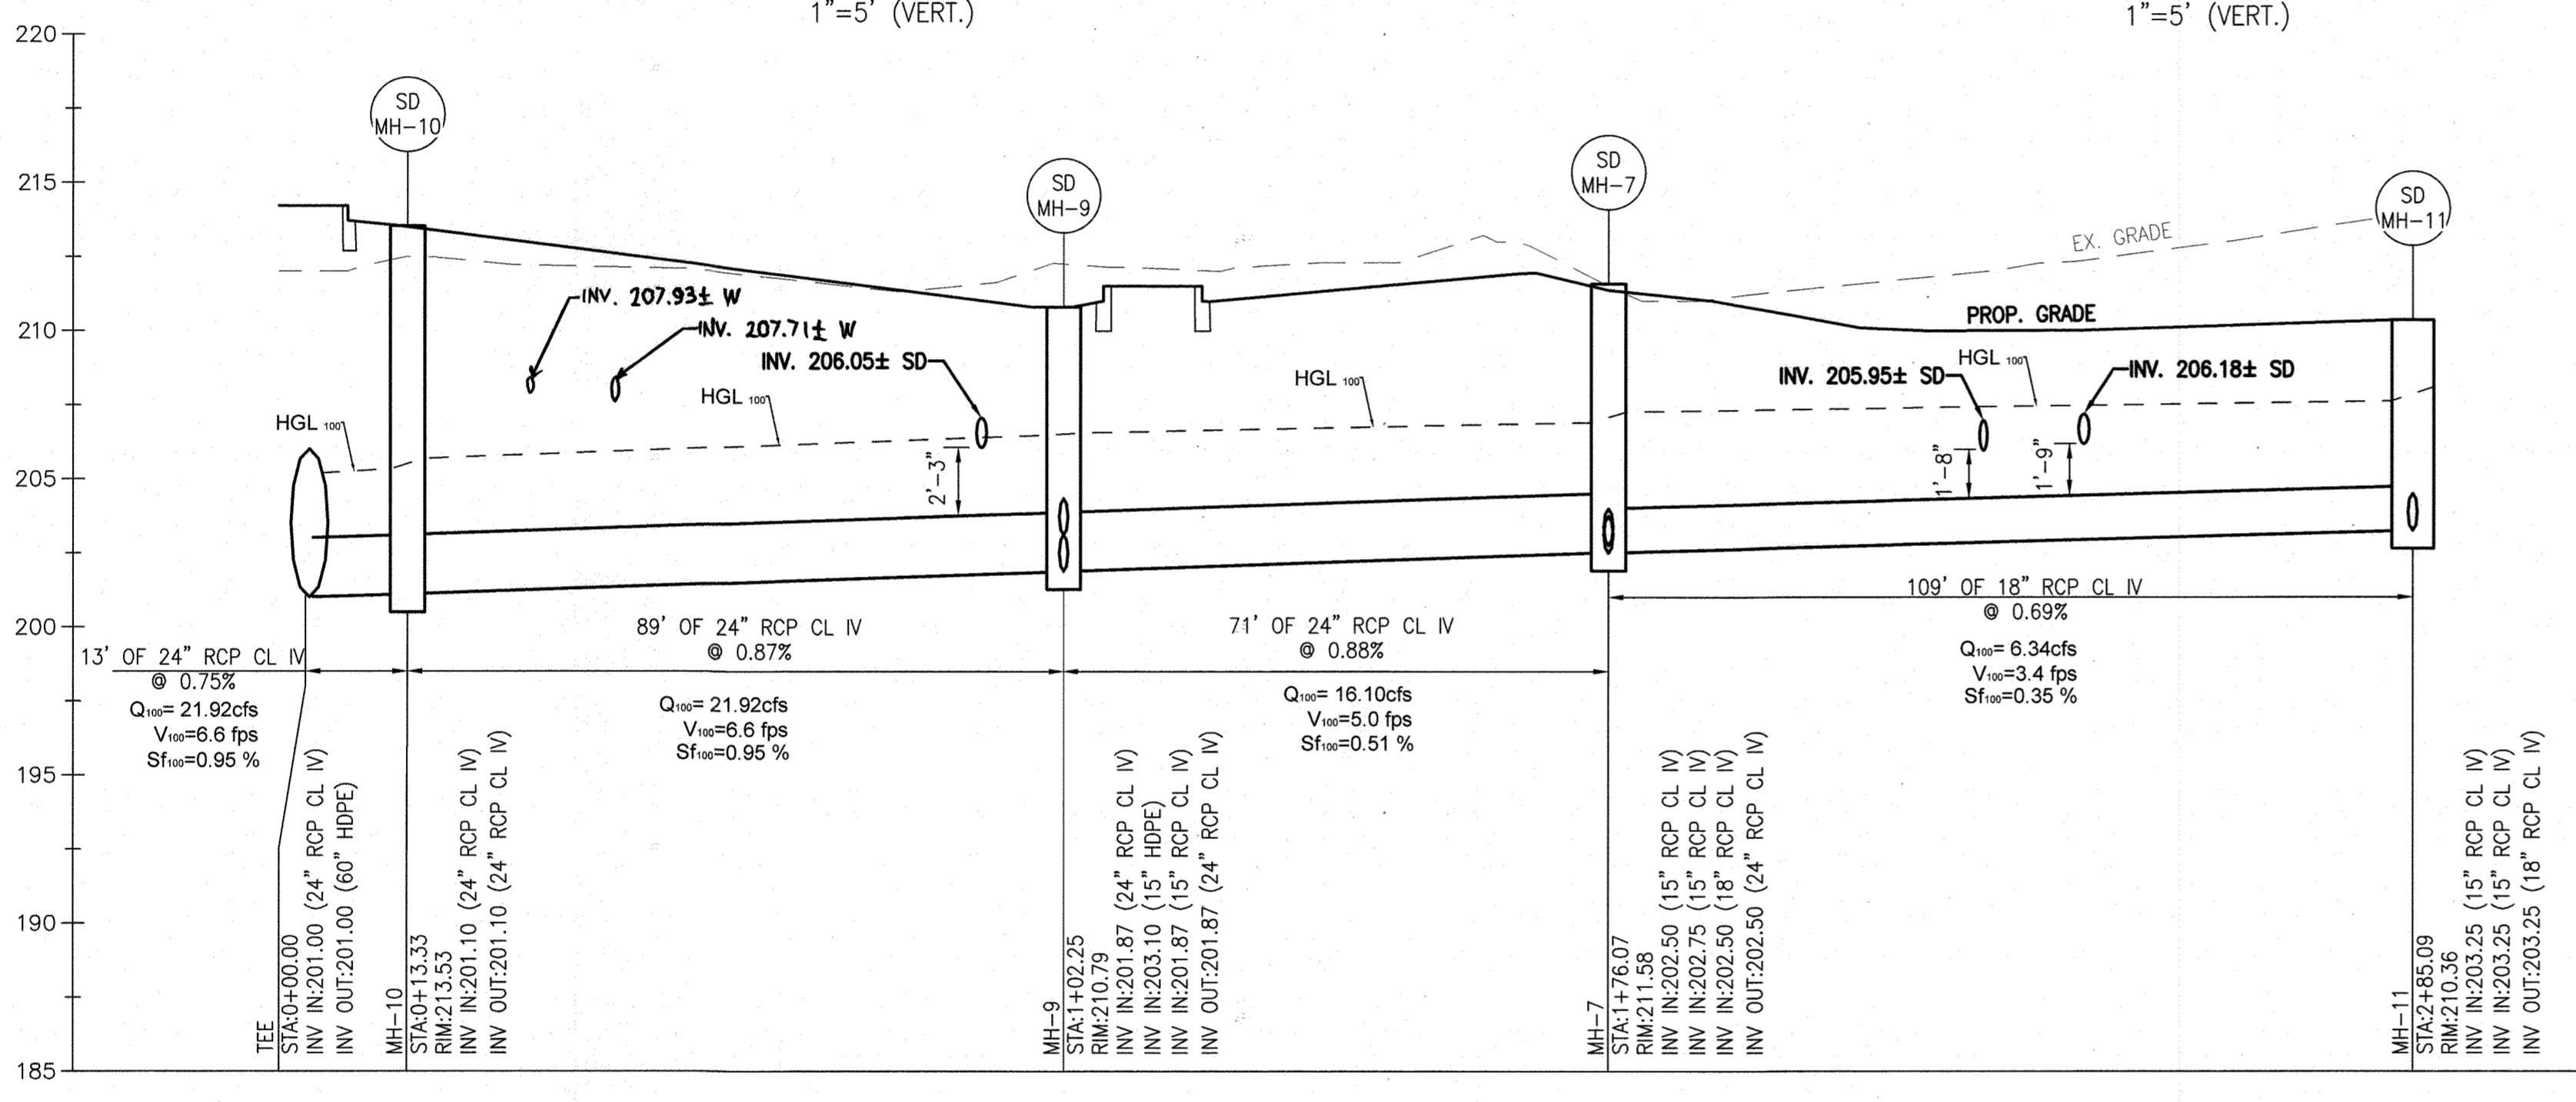 1"=5' (VERT.)
1"=5' (VERT.)
220
215
210
205
200
195
190
185
SD
MH-10
SD
MH-9
SD
MH-7
SD
MH-11
EX. GRADE
PROP. GRADE
INV. 207.93± W
INV. 207.71± W
INV. 206.05± SD
HGL 100
HGL 100
HGL 100
HGL 100
INV. 205.95± SD
INV. 206.18± SD
2'-3"
1'-8"
1'-9"
13' OF 24" RCP CL IV
@ 0.75%
Q100= 21.92cfs
V100=6.6 fps
Sf100=0.95 %
89' OF 24" RCP CL IV
@ 0.87%
Q100= 21.92cfs
V100=6.6 fps
Sf100=0.95 %
71' OF 24" RCP CL IV
@ 0.88%
Q100= 16.10cfs
V100=5.0 fps
Sf100=0.51 %
109' OF 18" RCP CL IV
@ 0.69%
Q100= 6.34cfs
V100=3.4 fps
Sf100=0.35 %
TEE
STA:0+00.00
INV IN:201.00 (24" RCP CL IV)
INV OUT:201.00 (60" HDPE)
MH-10
STA:0+13.33
RIM:213.53
INV IN:201.10 (24" RCP CL IV)
INV OUT:201.10 (24" RCP CL IV)
MH-9
STA:1+02.25
RIM:210.79
INV IN:201.87 (24" RCP CL IV)
INV IN:203.10 (15" HDPE)
INV IN:201.87 (15" RCP CL IV)
INV OUT:201.87 (24" RCP CL IV)
MH-7
STA:1+76.07
RIM:211.58
INV IN:202.50 (15" RCP CL IV)
INV IN:202.75 (15" RCP CL IV)
INV IN:202.50 (18" RCP CL IV)
INV OUT:202.50 (24" RCP CL IV)
MH-11
STA:2+85.09
RIM:210.36
INV IN:203.25 (15" RCP CL IV)
INV IN:203.25 (15" RCP CL IV)
INV OUT:203.25 (18" RCP CL IV)